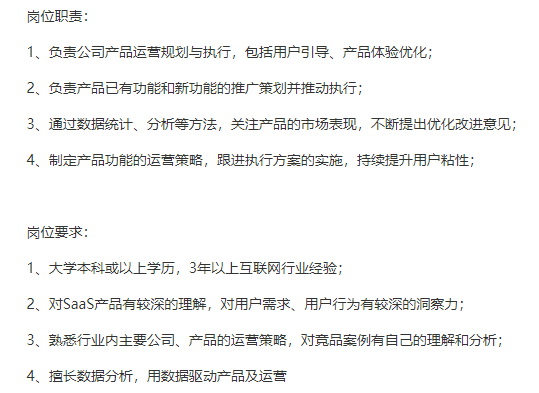 岗位职责：
1、负责公司产品运营规划与执行，包括用户引导、产品体验优化；
2、负责产品已有功能和新功能的推广策划并推动执行；
3、通过数据统计、分析等方法，关注产品的市场表现，不断提出优化改进意见；
4、制定产品功能的运营策略，跟进执行方案的实施，持续提升用户粘性；
岗位要求：
1、大学本科或以上学历，3年以上互联网行业经验；
2、对SaaS产品有较深的理解，对用户需求、用户行为有较深的洞察力；
3、熟悉行业内主要公司、产品的运营策略，对竞品案例有自己的理解和分析；
4、擅长数据分析，用数据驱动产品及运营